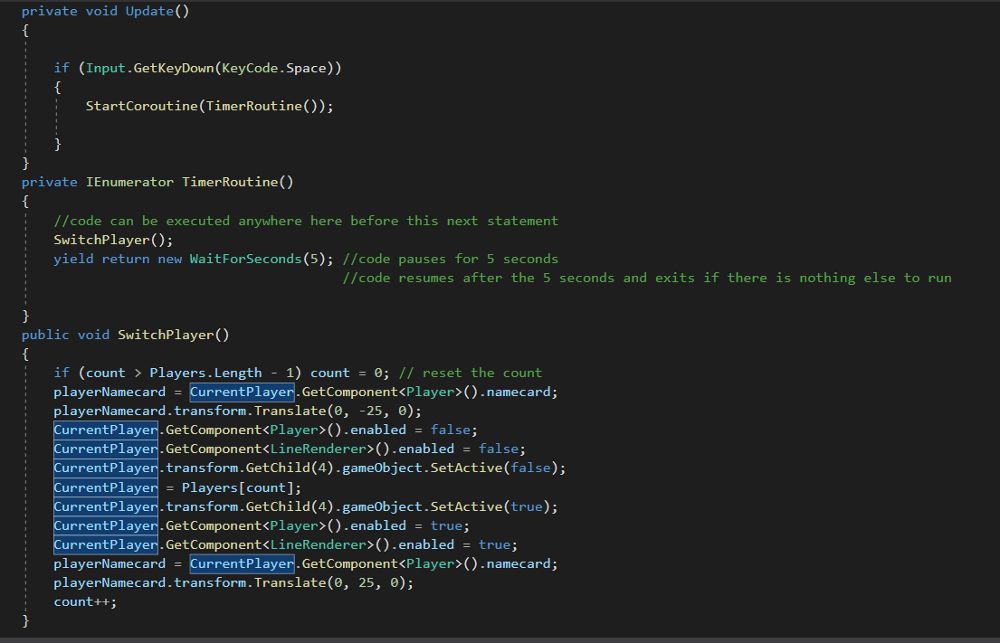 private void Update()
{
if (Input.GetKeyDown(KeyCode.Space))
{
StartCoroutine(TimerRoutine());
}
}
private IEnumerator TimerRoutine()
{
//code can be executed anywhere here before this next statement
SwitchPlayer();
yield return new WaitForSeconds(5); //code pauses for 5 seconds
//code resumes after the 5 seconds and exits if there is nothing else to run
}
public void SwitchPlayer()
{
if (count > Players.Length - 1) count = 0; // reset the count
playerNamecard = CurrentPlayer.GetComponent<Player>().namecard;
playerNamecard.transform.Translate(0, -25, 0);
CurrentPlayer.GetComponent<Player>().enabled = false;
CurrentPlayer.GetComponent<LineRenderer>().enabled = false;
CurrentPlayer.transform.GetChild(4).gameObject.SetActive(false);
CurrentPlayer = Players[count];
CurrentPlayer.transform.GetChild(4).gameObject.SetActive(true);
CurrentPlayer.GetComponent<Player>().enabled = true;
CurrentPlayer.GetComponent<LineRenderer>().enabled = true;
playerNamecard = CurrentPlayer.GetComponent<Player>().namecard;
playerNamecard.transform.Translate(0, 25, 0);
count++;
}